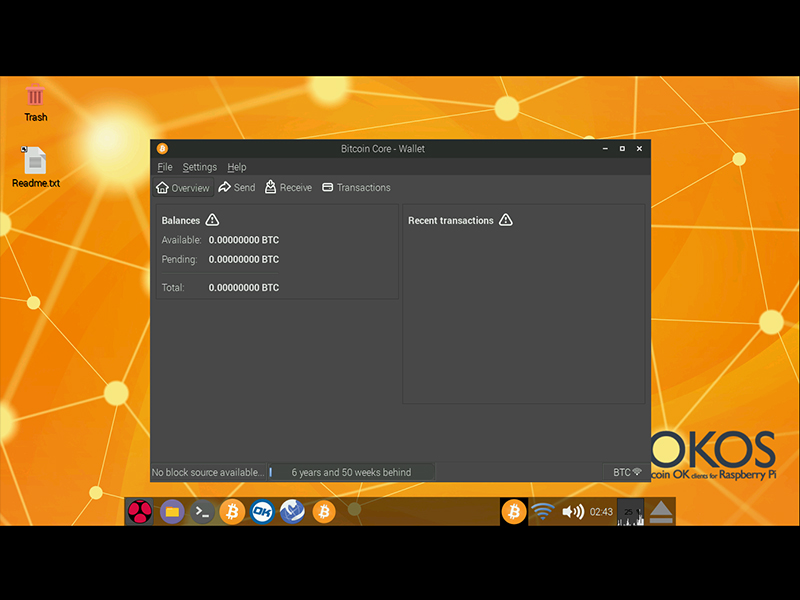 Trash
Readme.txt
Bitcoin Core - Wallet
File Settings Help
Overview Send Receive Transactions
Balances
Available: 0.00000000 BTC
Pending: 0.00000000 BTC
Total: 0.00000000 BTC
Recent transactions
No block source available... 6 years and 50 weeks behind BTC
OKOS
coin OK clients for Raspberry Pi
OK
02:43
25